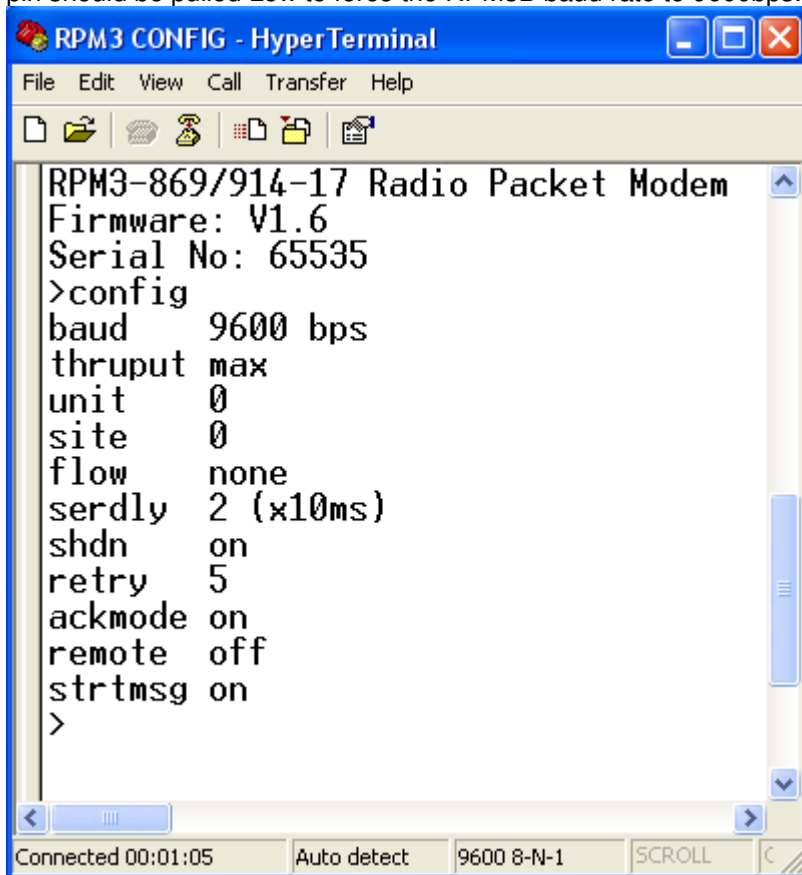 RPM3 CONFIG - HyperTerminal
File Edit View Call Transfer Help
RPM3-869/914-17 Radio Packet Modem
Firmware: V1.6
Serial No: 65535
>config
baud 9600 bps
thruput max
unit 0
site 0
flow none
serdly 2 (x10ms)
shdn on
retry 5
ackmode on
remote off
strtmsg on
>
Connected 00:01:05 Auto detect 9600 8-N-1 SCROLL